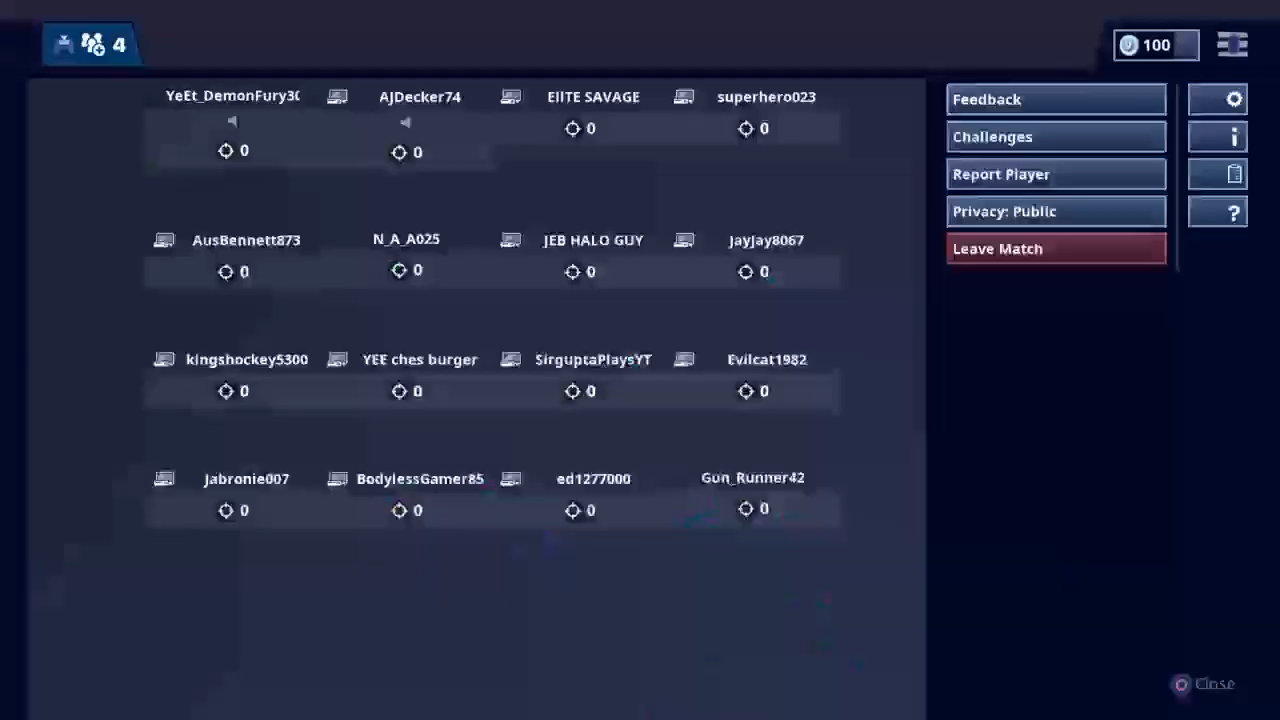 4
100
YeEt_DemonFury30
AJDecker74
EllTE SAVAGE
superhero023
0
0
0
0
AusBennett873
N_A_A025
JEB HALO GUY
JayJay8067
0
0
0
0
kingshockey5300
YEE ches burger
SirguptaPlaysYT
Evilcat1982
0
0
0
0
Jabronie007
BodylessGamer85
ed1277000
Gun_Runner42
0
0
0
0
Feedback
Challenges
i
Report Player
Privacy: Public
?
Leave Match
Close